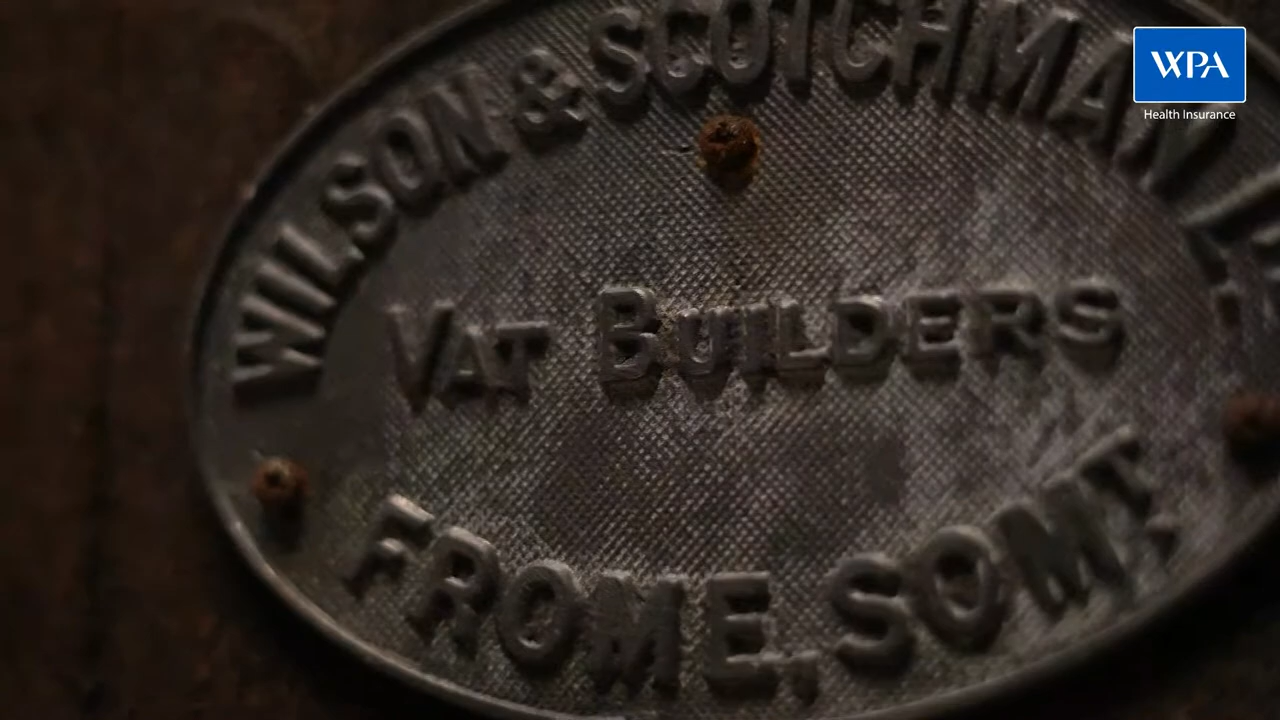 WILSON & SCOTCHMAN
VAT BUILDERS
FROME, SOMT.
WPA
Health Insurance